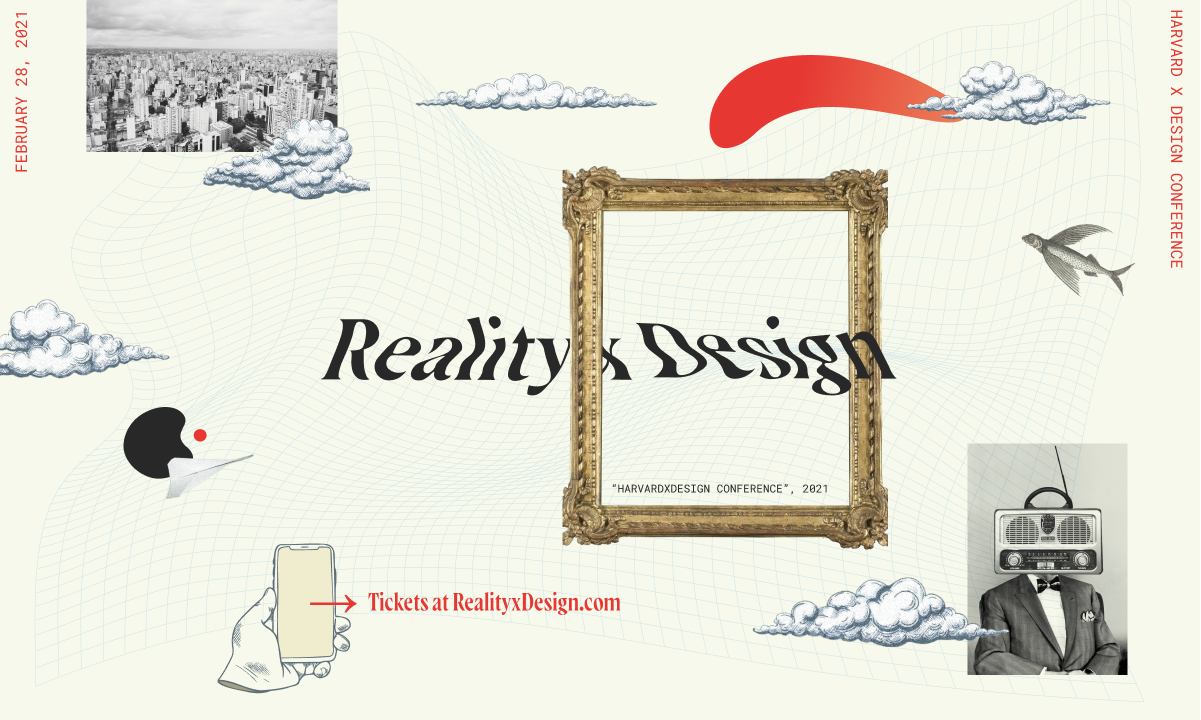 FEBRUARY 28, 2021
HARVARD X DESIGN CONFERENCE
Reality x Design
“HARVARDXDESIGN CONFERENCE”, 2021
Tickets at RealityxDesign.com